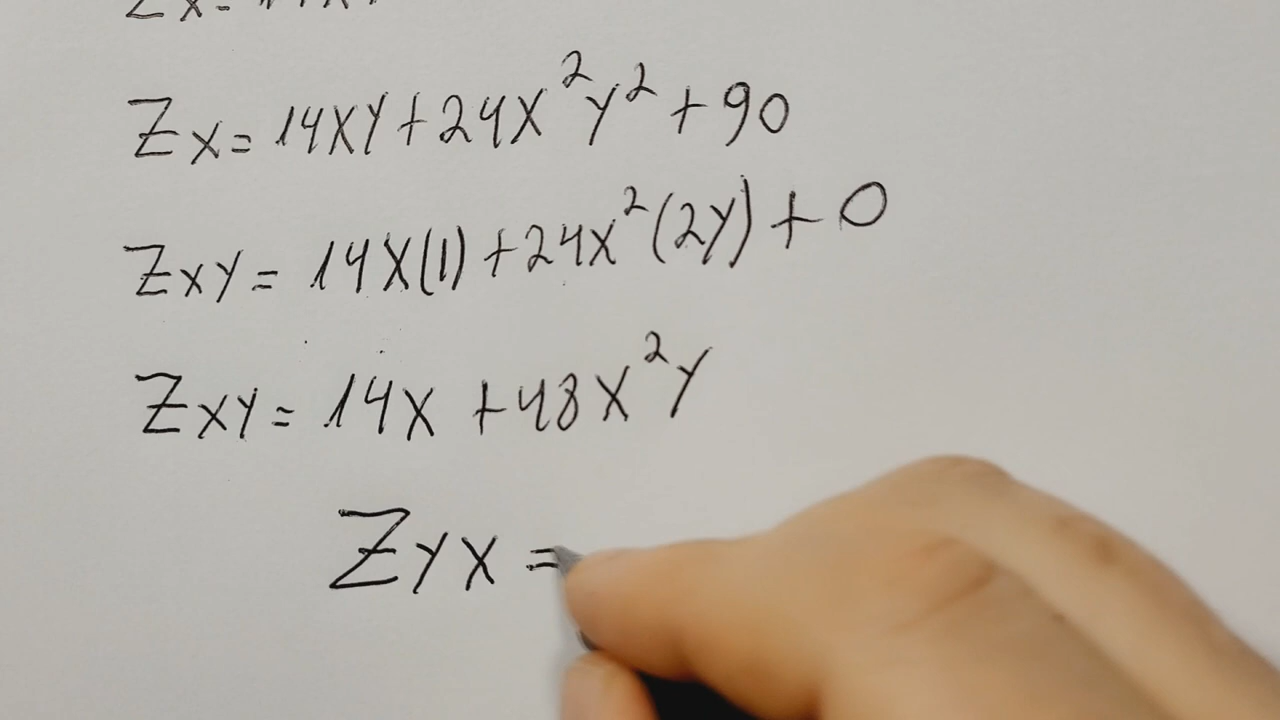 Zx = 14xy + 24x²y² + 90
Zxy = 14x(1) + 24x²(2y) + 0
Zxy = 14x + 48x²y
Zyx =